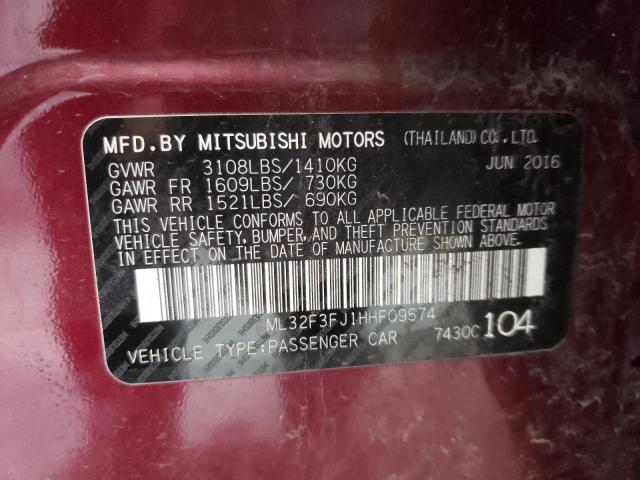 MFD.BY MITSUBISHI MOTORS (THAILAND) CO., LTD.
GVWR 3108LBS/1410KG JUN 2016
GAWR FR 1609LBS/ 730KG
GAWR RR 1521LBS/ 690KG
THIS VEHICLE CONFORMS TO ALL APPLICABLE FEDERAL MOTOR
VEHICLE SAFETY, BUMPER, AND THEFT PREVENTION STANDARDS
IN EFFECT ON THE DATE OF MANUFACTURE SHOWN ABOVE.
ML32F3FJ1HHF09574
VEHICLE TYPE:PASSENGER CAR 7430C 104